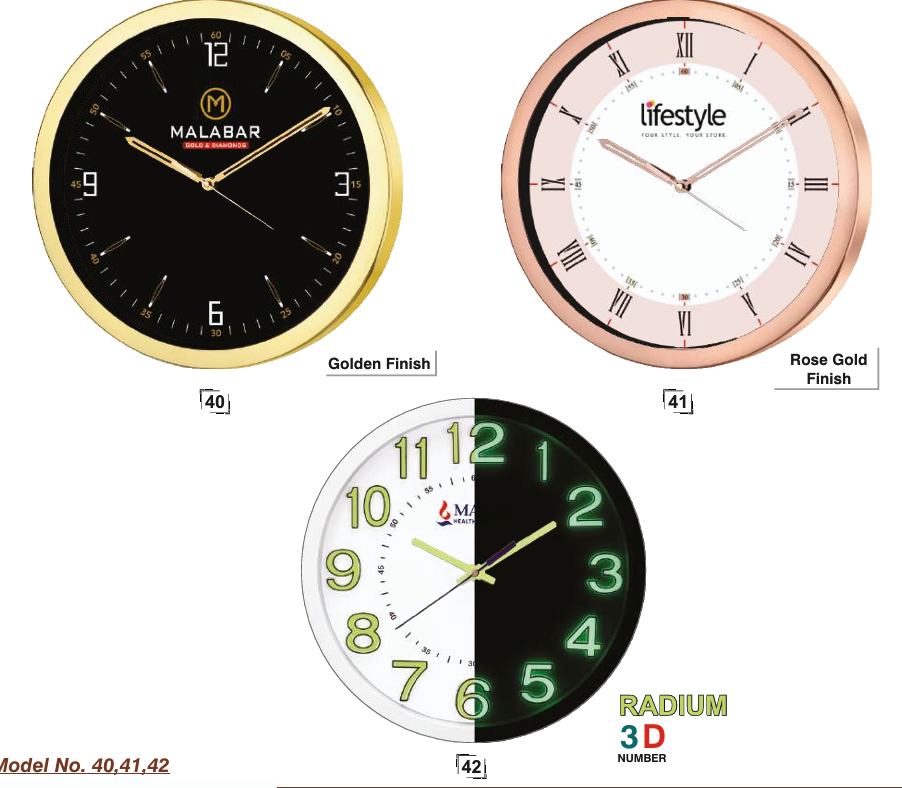 60
55
12
05
50
10
M
MALABAR
GOLD & DIAMONDS
45
9
3
15
40
20
35
6
25
30
Golden Finish
40
XII
XI
I
60
X
lifestyle
YOUR STYLE. YOUR STORE.
IX
45
15
III
VIII
IV
VII
30
V
VI
Rose Gold
Finish
41
12
11
1
55
10
2
50
MA
HEALTH
9
45
3
40
8
4
35
30
7
5
6
RADIUM
3D
NUMBER
42
Model No. 40,41,42